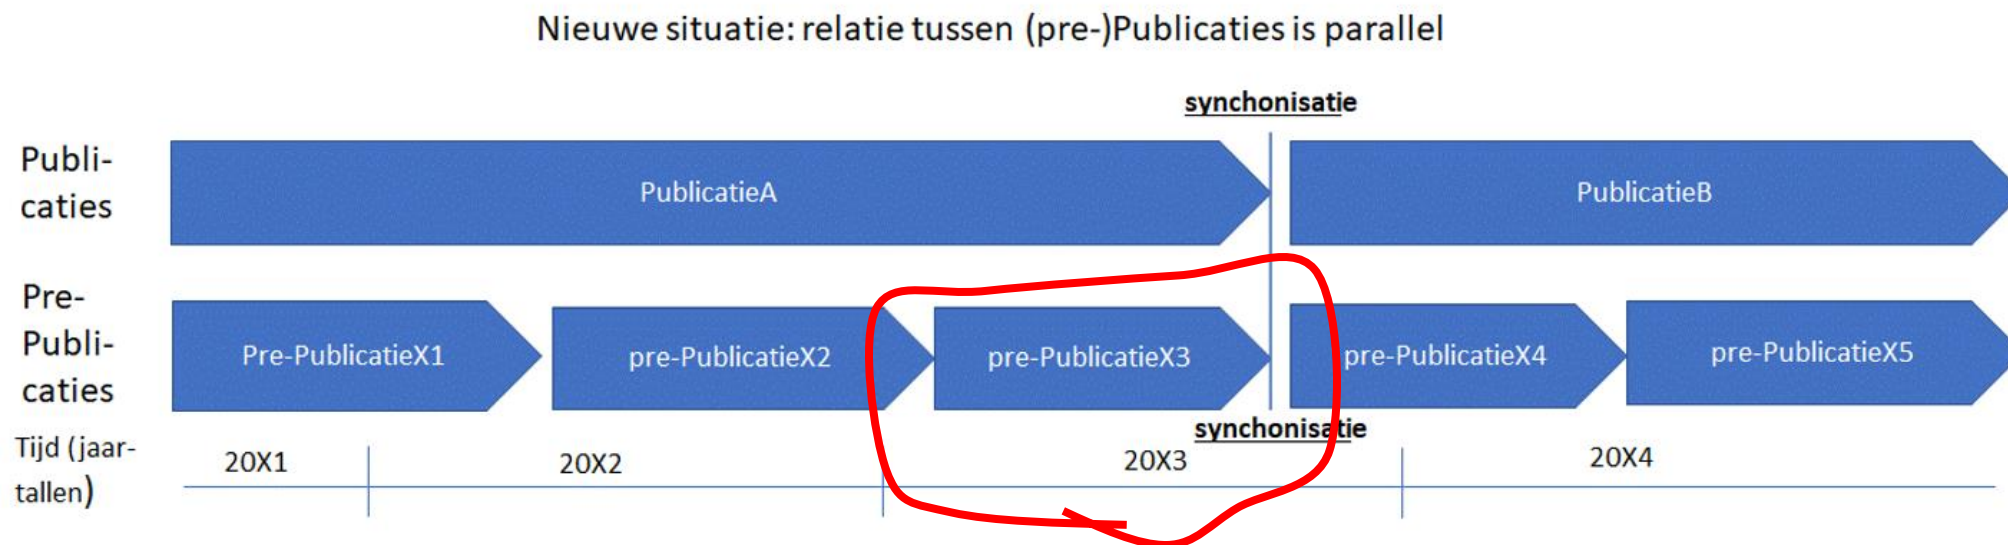 Nieuwe situatie: relatie tussen (pre-)Publicaties is parallel
synchonisatie
Publi-
caties
PublicatieA
PublicatieB
Pre-
Publi-
caties
Pre-PublicatieX1
pre-PublicatieX2
pre-PublicatieX3
pre-PublicatieX4
pre-PublicatieX5
synchonisatie
Tijd (jaar-
tallen)
20X1
20X2
20X3
20X4